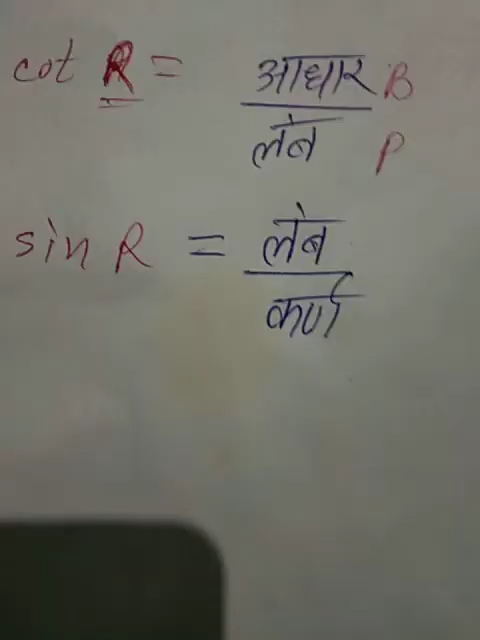 cot R = आधार B
लंब P
sin R = लंब
कर्ण